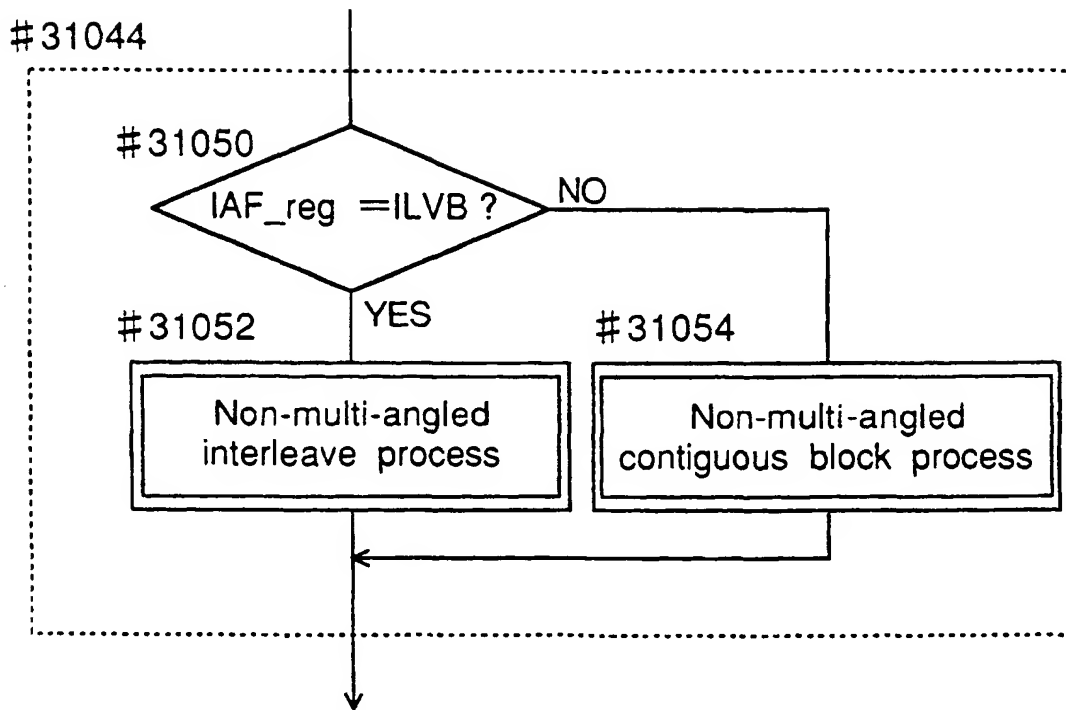 #31044
#31050
IAF_reg =ILVB ?
NO
YES
#31052
#31054
Non-multi-angled
interleave process
Non-multi-angled
contiguous block process